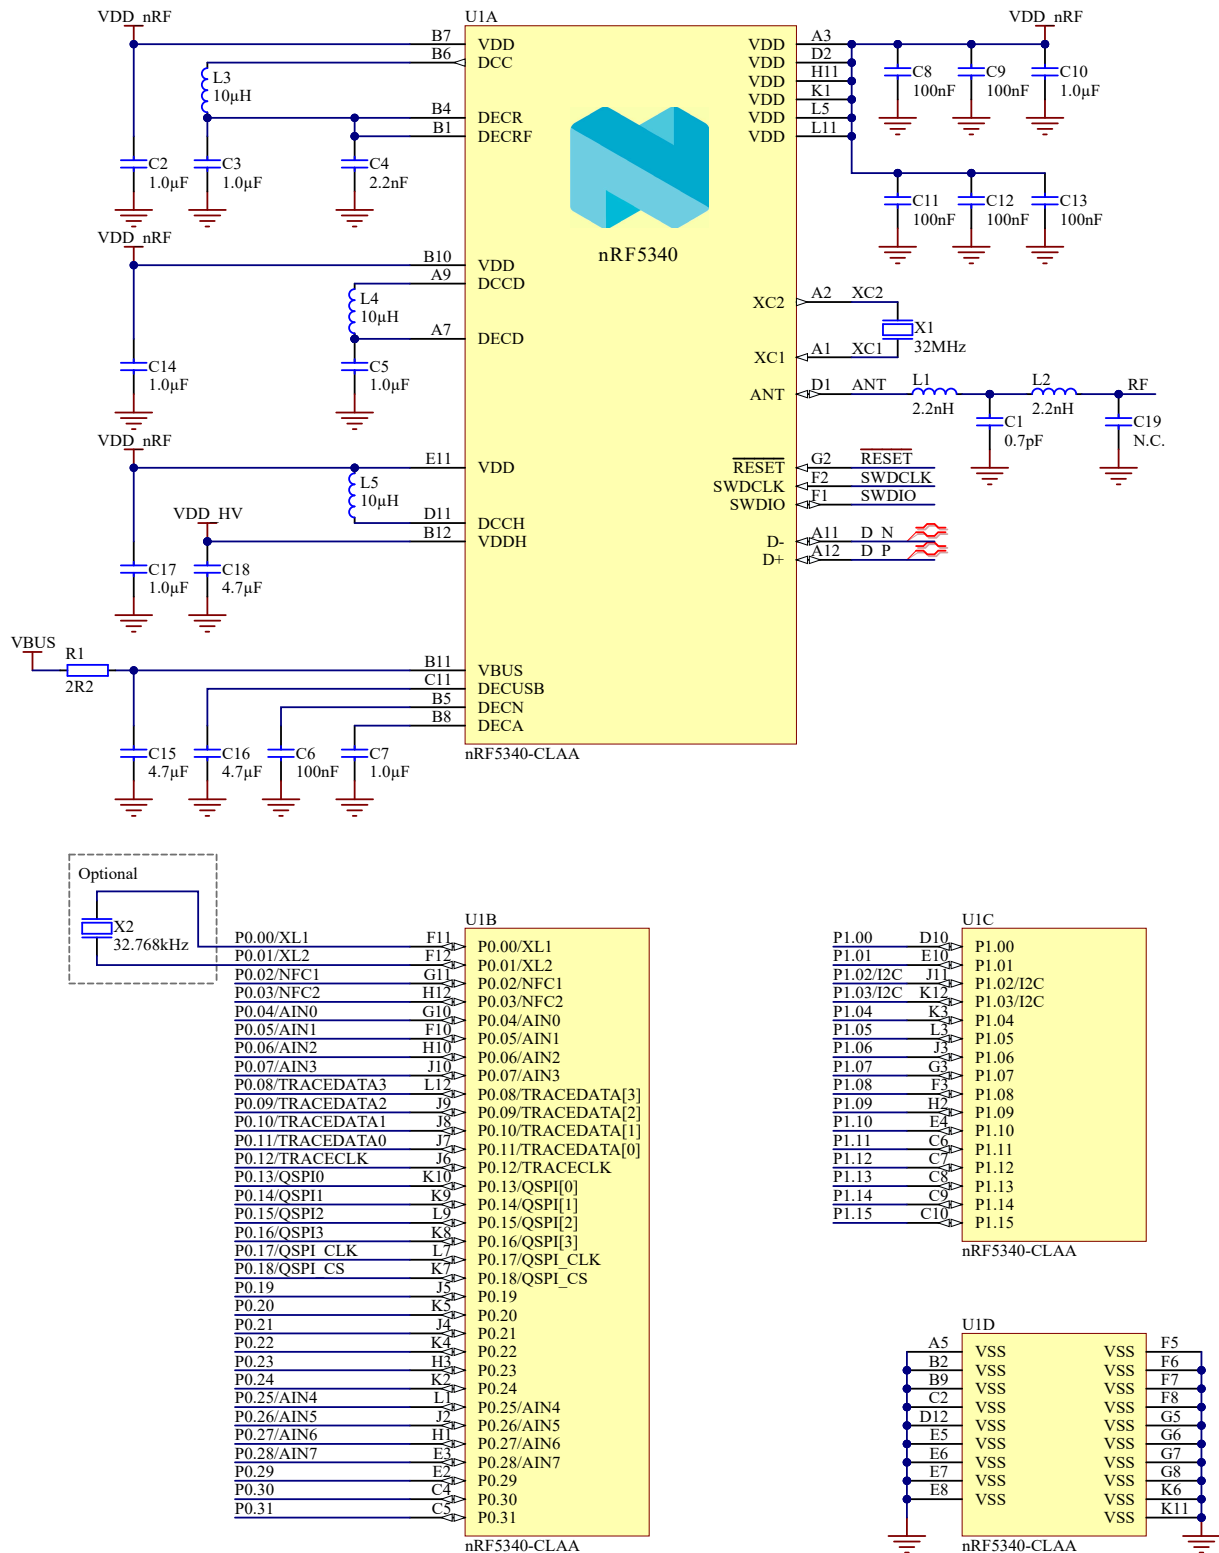 VDD_nRF
U1A
VDD_nRF
B7 VDD
B6 DCC
L3
10µH
B4 DECR
B1 DECRF
C2
1.0µF
C3
1.0µF
C4
2.2nF
VDD A3
VDD D2
VDD H11
VDD K1
VDD L5
VDD L11
C8
100nF
C9
100nF
C10
1.0µF
C11
100nF
C12
100nF
C13
100nF
nRF5340
VDD_nRF
B10 VDD
A9 DCCD
L4
10µH
A7 DECD
C14
1.0µF
C5
1.0µF
XC2 A2 XC2
X1
32MHz
XC1 A1 XC1
ANT D1 ANT
L1
2.2nH
L2
2.2nH
RF
C1
0.7pF
C19
N.C.
VDD_nRF
E11 VDD
L5
10µH
VDD_HV
D11 DCCH
B12 VDDH
C17
1.0µF
C18
4.7µF
RESET G2 RESET
SWDCLK F2 SWDCLK
SWDIO F1 SWDIO
D- A11 D_N
D+ A12 D_P
VBUS
R1
2R2
B11 VBUS
C11 DECUSB
B5 DECN
B8 DECA
C15
4.7µF
C16
4.7µF
C6
100nF
C7
1.0µF
nRF5340-CLAA
Optional
X2
32.768kHz
U1B
P0.00/XL1 F11 P0.00/XL1
P0.01/XL2 F12 P0.01/XL2
P0.02/NFC1 G11 P0.02/NFC1
P0.03/NFC2 H12 P0.03/NFC2
P0.04/AIN0 G10 P0.04/AIN0
P0.05/AIN1 F10 P0.05/AIN1
P0.06/AIN2 H10 P0.06/AIN2
P0.07/AIN3 J10 P0.07/AIN3
P0.08/TRACEDATA3 L12 P0.08/TRACEDATA[3]
P0.09/TRACEDATA2 J9 P0.09/TRACEDATA[2]
P0.10/TRACEDATA1 J8 P0.10/TRACEDATA[1]
P0.11/TRACEDATA0 J7 P0.11/TRACEDATA[0]
P0.12/TRACECLK J6 P0.12/TRACECLK
P0.13/QSPI0 K10 P0.13/QSPI[0]
P0.14/QSPI1 K9 P0.14/QSPI[1]
P0.15/QSPI2 L9 P0.15/QSPI[2]
P0.16/QSPI3 K8 P0.16/QSPI[3]
P0.17/QSPI_CLK L7 P0.17/QSPI_CLK
P0.18/QSPI_CS K7 P0.18/QSPI_CS
P0.19 J5 P0.19
P0.20 K5 P0.20
P0.21 J4 P0.21
P0.22 K4 P0.22
P0.23 H3 P0.23
P0.24 K2 P0.24
P0.25/AIN4 L1 P0.25/AIN4
P0.26/AIN5 J2 P0.26/AIN5
P0.27/AIN6 H1 P0.27/AIN6
P0.28/AIN7 E3 P0.28/AIN7
P0.29 E2 P0.29
P0.30 C4 P0.30
P0.31 C5 P0.31
nRF5340-CLAA
U1C
P1.00 D10 P1.00
P1.01 E10 P1.01
P1.02/I2C J11 P1.02/I2C
P1.03/I2C K12 P1.03/I2C
P1.04 K3 P1.04
P1.05 L3 P1.05
P1.06 J3 P1.06
P1.07 G3 P1.07
P1.08 F3 P1.08
P1.09 H2 P1.09
P1.10 E4 P1.10
P1.11 C6 P1.11
P1.12 C7 P1.12
P1.13 C8 P1.13
P1.14 C9 P1.14
P1.15 C10 P1.15
nRF5340-CLAA
U1D
A5 VSS VSS F5
B2 VSS VSS F6
B9 VSS VSS F7
C2 VSS VSS F8
D12 VSS VSS G5
E5 VSS VSS G6
E6 VSS VSS G7
E7 VSS VSS G8
E8 VSS VSS K6
VSS K11
nRF5340-CLAA